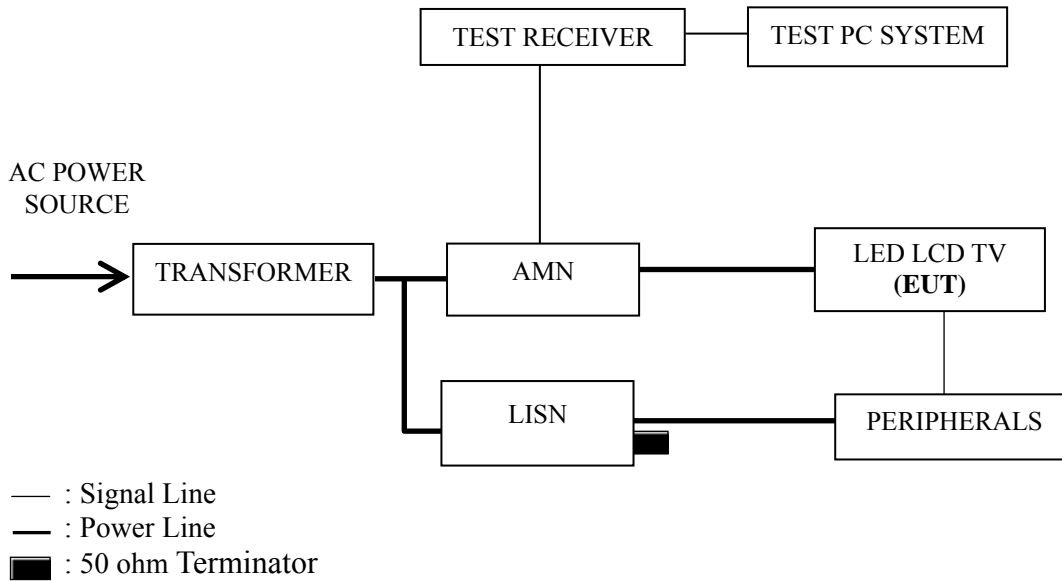 TEST RECEIVER
TEST PC SYSTEM
AC POWER
SOURCE
TRANSFORMER
AMN
LED LCD TV
(EUT)
LISN
PERIPHERALS
: Signal Line
: Power Line
: 50 ohm Terminator